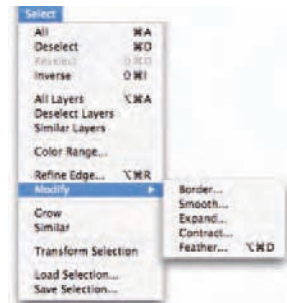 Select
All ⌘A
Deselect ⌘D
Reselect ⇧⌘D
Inverse ⇧⌘I
All Layers ⌥⌘A
Deselect Layers
Similar Layers
Color Range...
Refine Edge... ⌥⌘R
Modify
Border...
Smooth...
Expand...
Contract...
Feather... ⌥⌘D
Grow
Similar
Transform Selection
Load Selection...
Save Selection...